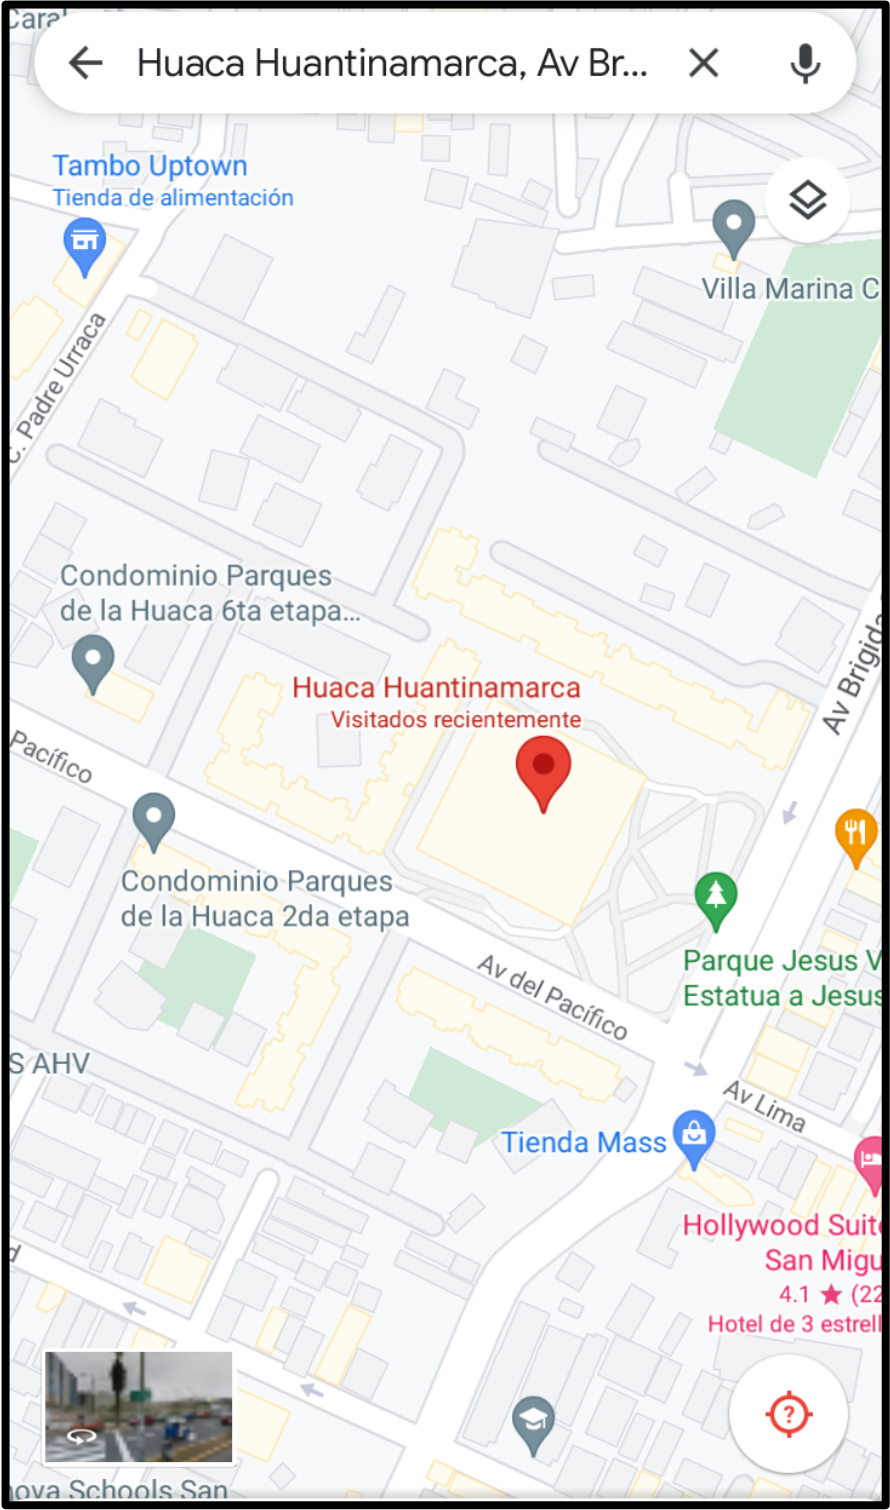 Caral
Huaca Huantinamarca, Av Br...
Tambo Uptown
Tienda de alimentación
Villa Marina C
c. Padre Urraca
Condominio Parques
de la Huaca 6ta etapa...
Av Brigida
Huaca Huantinamarca
Visitados recientemente
Pacífico
Condominio Parques
de la Huaca 2da etapa
Parque Jesus V
Estatua a Jesus
Av del Pacífico
S AHV
Av Lima
Tienda Mass
Hollywood Suite
San Migu
4.1 ★ (22
Hotel de 3 estrell
d
?
nova Schools San